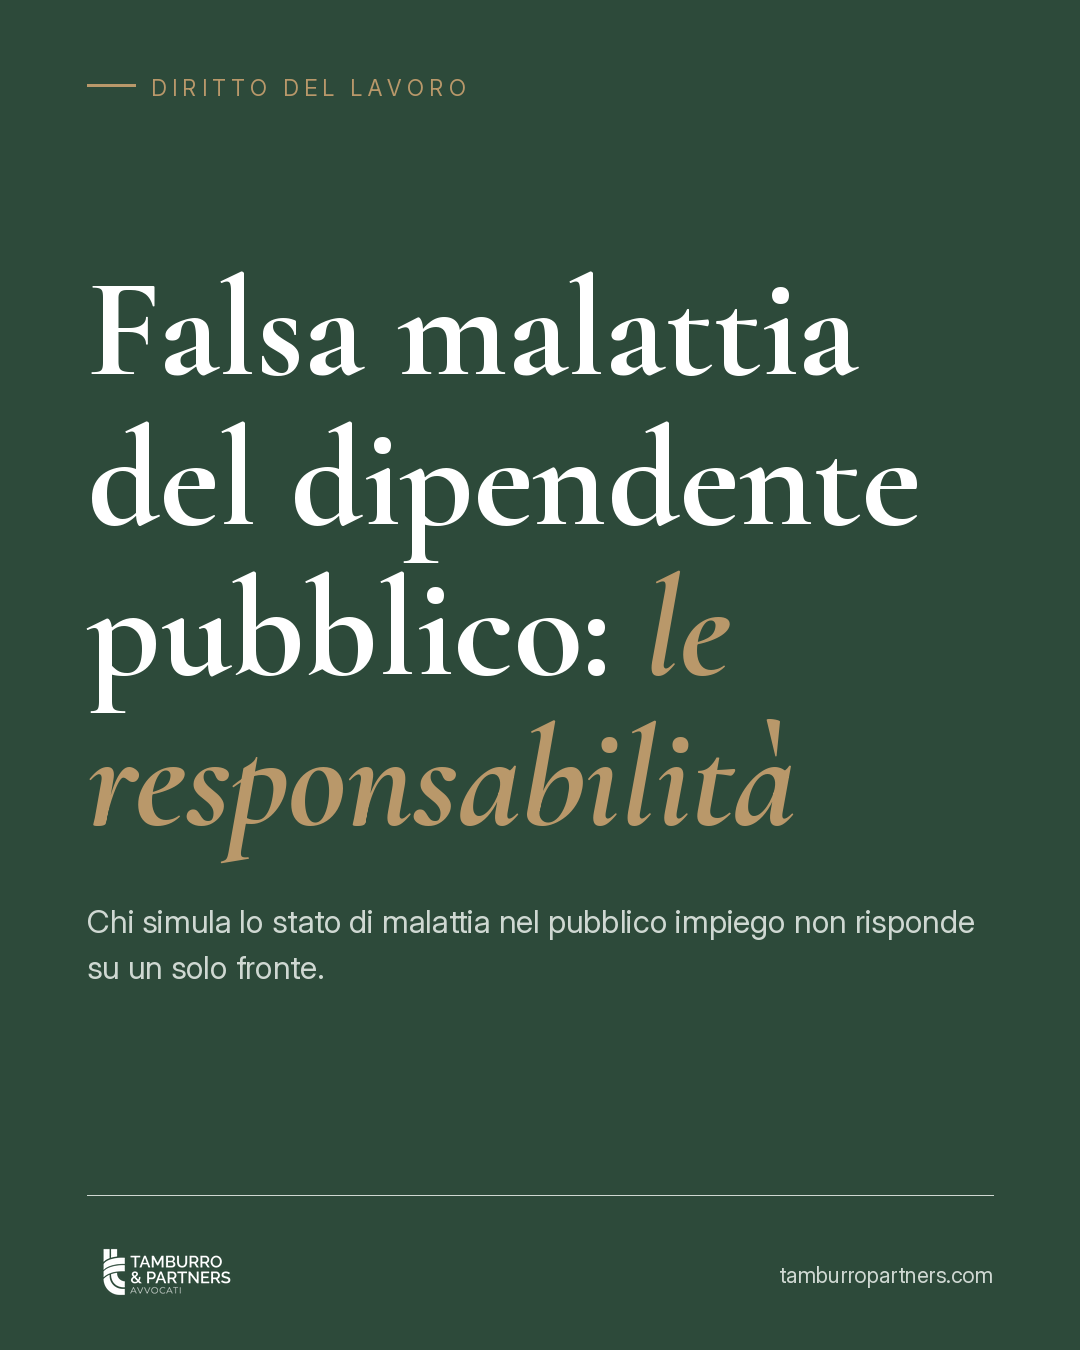 DIRITTO DEL LAVORO
Falsa malattia
del dipendente
pubblico: le
responsabilità
Chi simula lo stato di malattia nel pubblico impiego non risponde
su un solo fronte.
TAMBURRO
& PARTNERS
AVVOCATI
tamburropartners.com